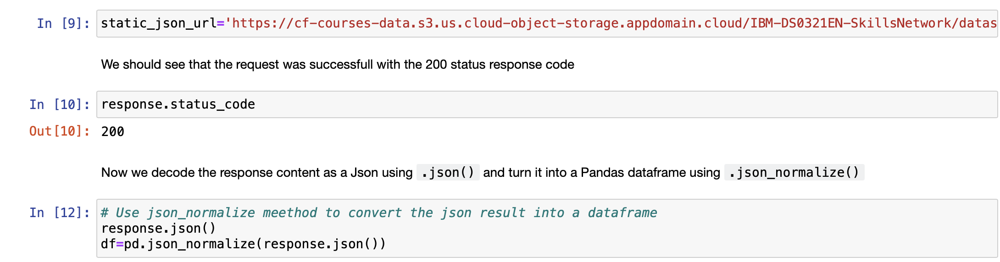 In [9]: static_json_url='https://cf-courses-data.s3.us.cloud-object-storage.appdomain.cloud/IBM-DS0321EN-SkillsNetwork/datas
We should see that the request was successfull with the 200 status response code
In [10]: response.status_code
Out[10]: 200
Now we decode the response content as a Json using .json() and turn it into a Pandas dataframe using .json_normalize()
In [12]: # Use json_normalize meethod to convert the json result into a dataframe
response.json()
df=pd.json_normalize(response.json())